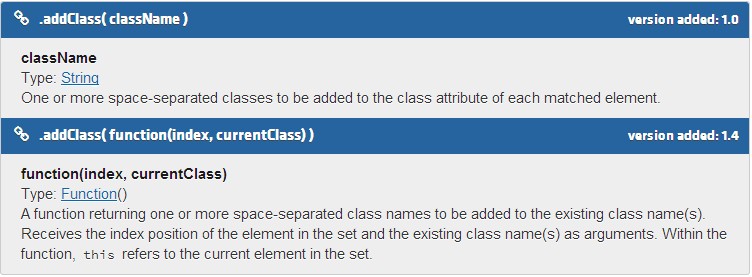 .addClass( className )
version added: 1.0
className
Type: String
One or more space-separated classes to be added to the class attribute of each matched element.
.addClass( function(index, currentClass) )
version added: 1.4
function(index, currentClass)
Type: Function()
A function returning one or more space-separated class names to be added to the existing class name(s).
Receives the index position of the element in the set and the existing class name(s) as arguments. Within the
function, this refers to the current element in the set.